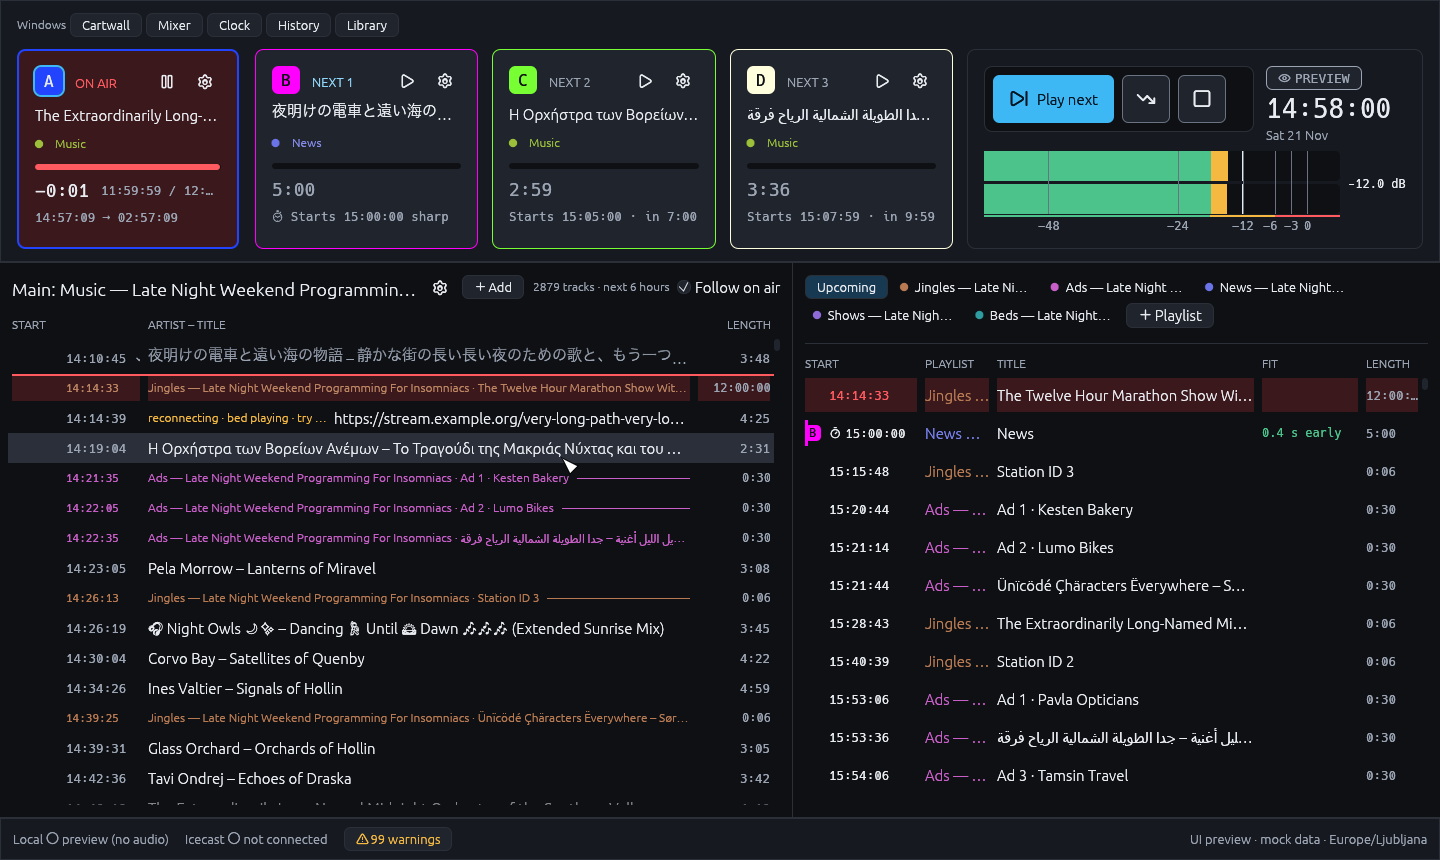 Windows Cartwall Mixer Clock History Library
A ON AIR
The Extraordinarily Long-...
Music
−0:01 11:59:59 / 12:...
14:57:09 → 02:57:09
B NEXT 1
夜明けの電車と遠い海の...
News
5:00
Starts 15:00:00 sharp
C NEXT 2
Η Ορχήστρα των Βορείων...
Music
2:59
Starts 15:05:00 · in 7:00
D NEXT 3
جدا الطويلة الشمالية الرياح فرقة...
Music
3:36
Starts 15:07:59 · in 9:59
Play next
PREVIEW
14:58:00
Sat 21 Nov
-12.0 dB
−48 −24 −12 −6 −3 0
Main: Music — Late Night Weekend Programmin... + Add 2879 tracks · next 6 hours ✓ Follow on air
START ARTIST – TITLE LENGTH
14:10:45 夜明けの電車と遠い海の物語 – 静かな街の長い長い夜のための歌と、もう一つ... 3:48
14:14:33 Jingles — Late Night Weekend Programming For Insomniacs · The Twelve Hour Marathon Show Wit... 12:00:00
14:14:39 reconnecting · bed playing · try ... https://stream.example.org/very-long-path-very-lo... 4:25
14:19:04 Η Ορχήστρα των Βορείων Ανέμων – Το Τραγούδι της Μακριάς Νύχτας και του ... 2:31
14:21:35 Ads — Late Night Weekend Programming For Insomniacs · Ad 1 · Kesten Bakery 0:30
14:22:05 Ads — Late Night Weekend Programming For Insomniacs · Ad 2 · Lumo Bikes 0:30
14:22:35 Ads — Late Night Weekend Programming For Insomniacs · يل الليل أغنية – جدا الطويلة الشمالية الرياح فرقة... 0:30
14:23:05 Pela Morrow – Lanterns of Miravel 3:08
14:26:13 Jingles — Late Night Weekend Programming For Insomniacs · Station ID 3 0:06
14:26:19 🎧 Night Owls 🌙✨ – Dancing 💃 Until 🌅 Dawn 🎶🎶🎶 (Extended Sunrise Mix) 3:45
14:30:04 Corvo Bay – Satellites of Quenby 4:22
14:34:26 Ines Valtier – Signals of Hollin 4:59
14:39:25 Jingles — Late Night Weekend Programming For Insomniacs · Ünïcödé Çhäracters Ëverywhere – Sør... 0:06
14:39:31 Glass Orchard – Orchards of Hollin 3:05
14:42:36 Tavi Ondrej – Echoes of Draska 3:42
Upcoming Jingles — Late Ni... Ads — Late Night ... News — Late Night...
Shows — Late Nigh... Beds — Late Night... + Playlist
START PLAYLIST TITLE FIT LENGTH
14:14:33 Jingles ... The Twelve Hour Marathon Show Wi... 12:00:...
B 15:00:00 News ... News 0.4 s early 5:00
15:15:48 Jingles ... Station ID 3 0:06
15:20:44 Ads — ... Ad 1 · Kesten Bakery 0:30
15:21:14 Ads — ... Ad 2 · Lumo Bikes 0:30
15:21:44 Ads — ... Ünïcödé Çhäracters Ëverywhere – S... 0:30
15:28:43 Jingles ... The Extraordinarily Long-Named Mi... 0:06
15:40:39 Jingles ... Station ID 2 0:06
15:53:06 Ads — ... Ad 1 · Pavla Opticians 0:30
15:53:36 Ads — ... ليل أغنية – جدا الطويلة الشمالية الرياح فرقة... 0:30
15:54:06 Ads — ... Ad 3 · Tamsin Travel 0:30
Local preview (no audio) Icecast not connected 99 warnings UI preview · mock data · Europe/Ljubljana